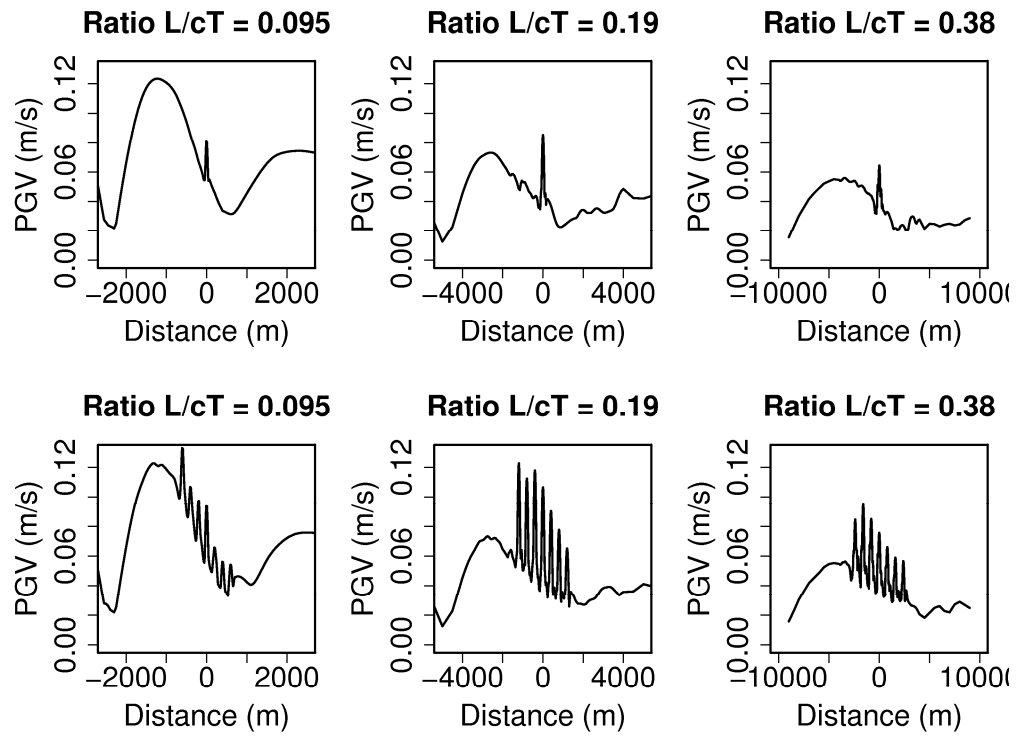 Ratio L/cT = 0.095
Ratio L/cT = 0.19
Ratio L/cT = 0.38
PGV (m/s)
0.00 0.06 0.12
−2000 0 2000
Distance (m)
PGV (m/s)
0.00 0.06 0.12
−4000 0 4000
Distance (m)
PGV (m/s)
0.00 0.06 0.12
−10000 0 10000
Distance (m)
Ratio L/cT = 0.095
Ratio L/cT = 0.19
Ratio L/cT = 0.38
PGV (m/s)
0.00 0.06 0.12
−2000 0 2000
Distance (m)
PGV (m/s)
0.00 0.06 0.12
−4000 0 4000
Distance (m)
PGV (m/s)
0.00 0.06 0.12
−10000 0 10000
Distance (m)